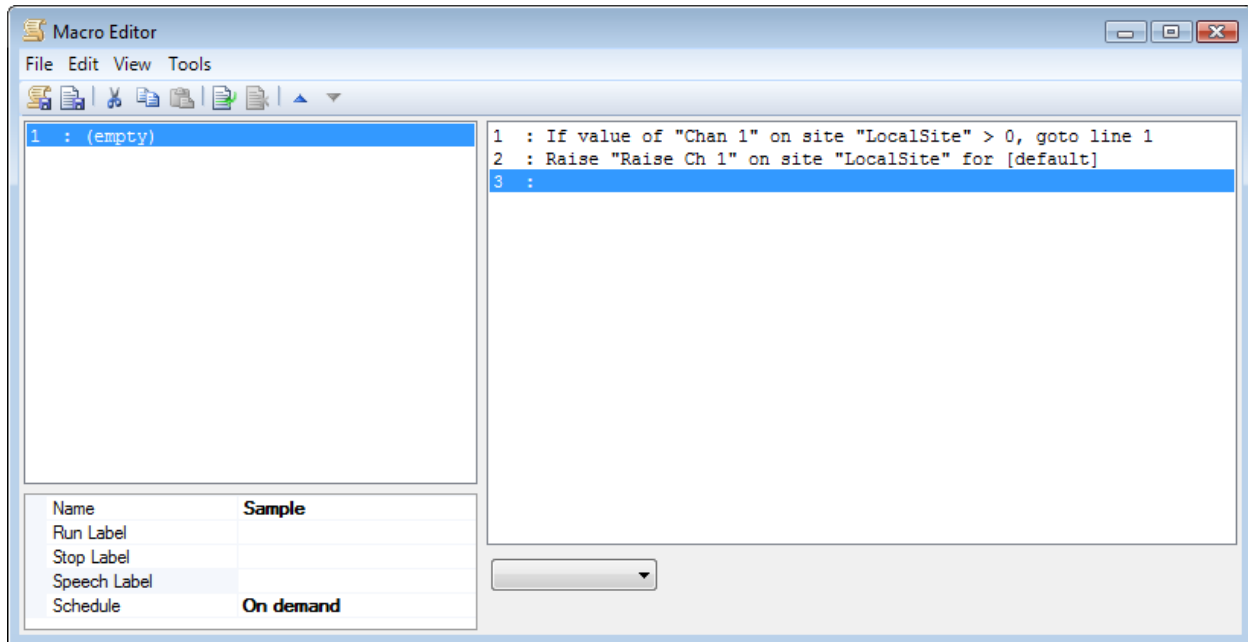 Macro Editor
File Edit View Tools
1 : (empty)
1 : If value of "Chan 1" on site "LocalSite" > 0, goto line 1
2 : Raise "Raise Ch 1" on site "LocalSite" for [default]
3 :
Name Sample
Run Label
Stop Label
Speech Label
Schedule On demand